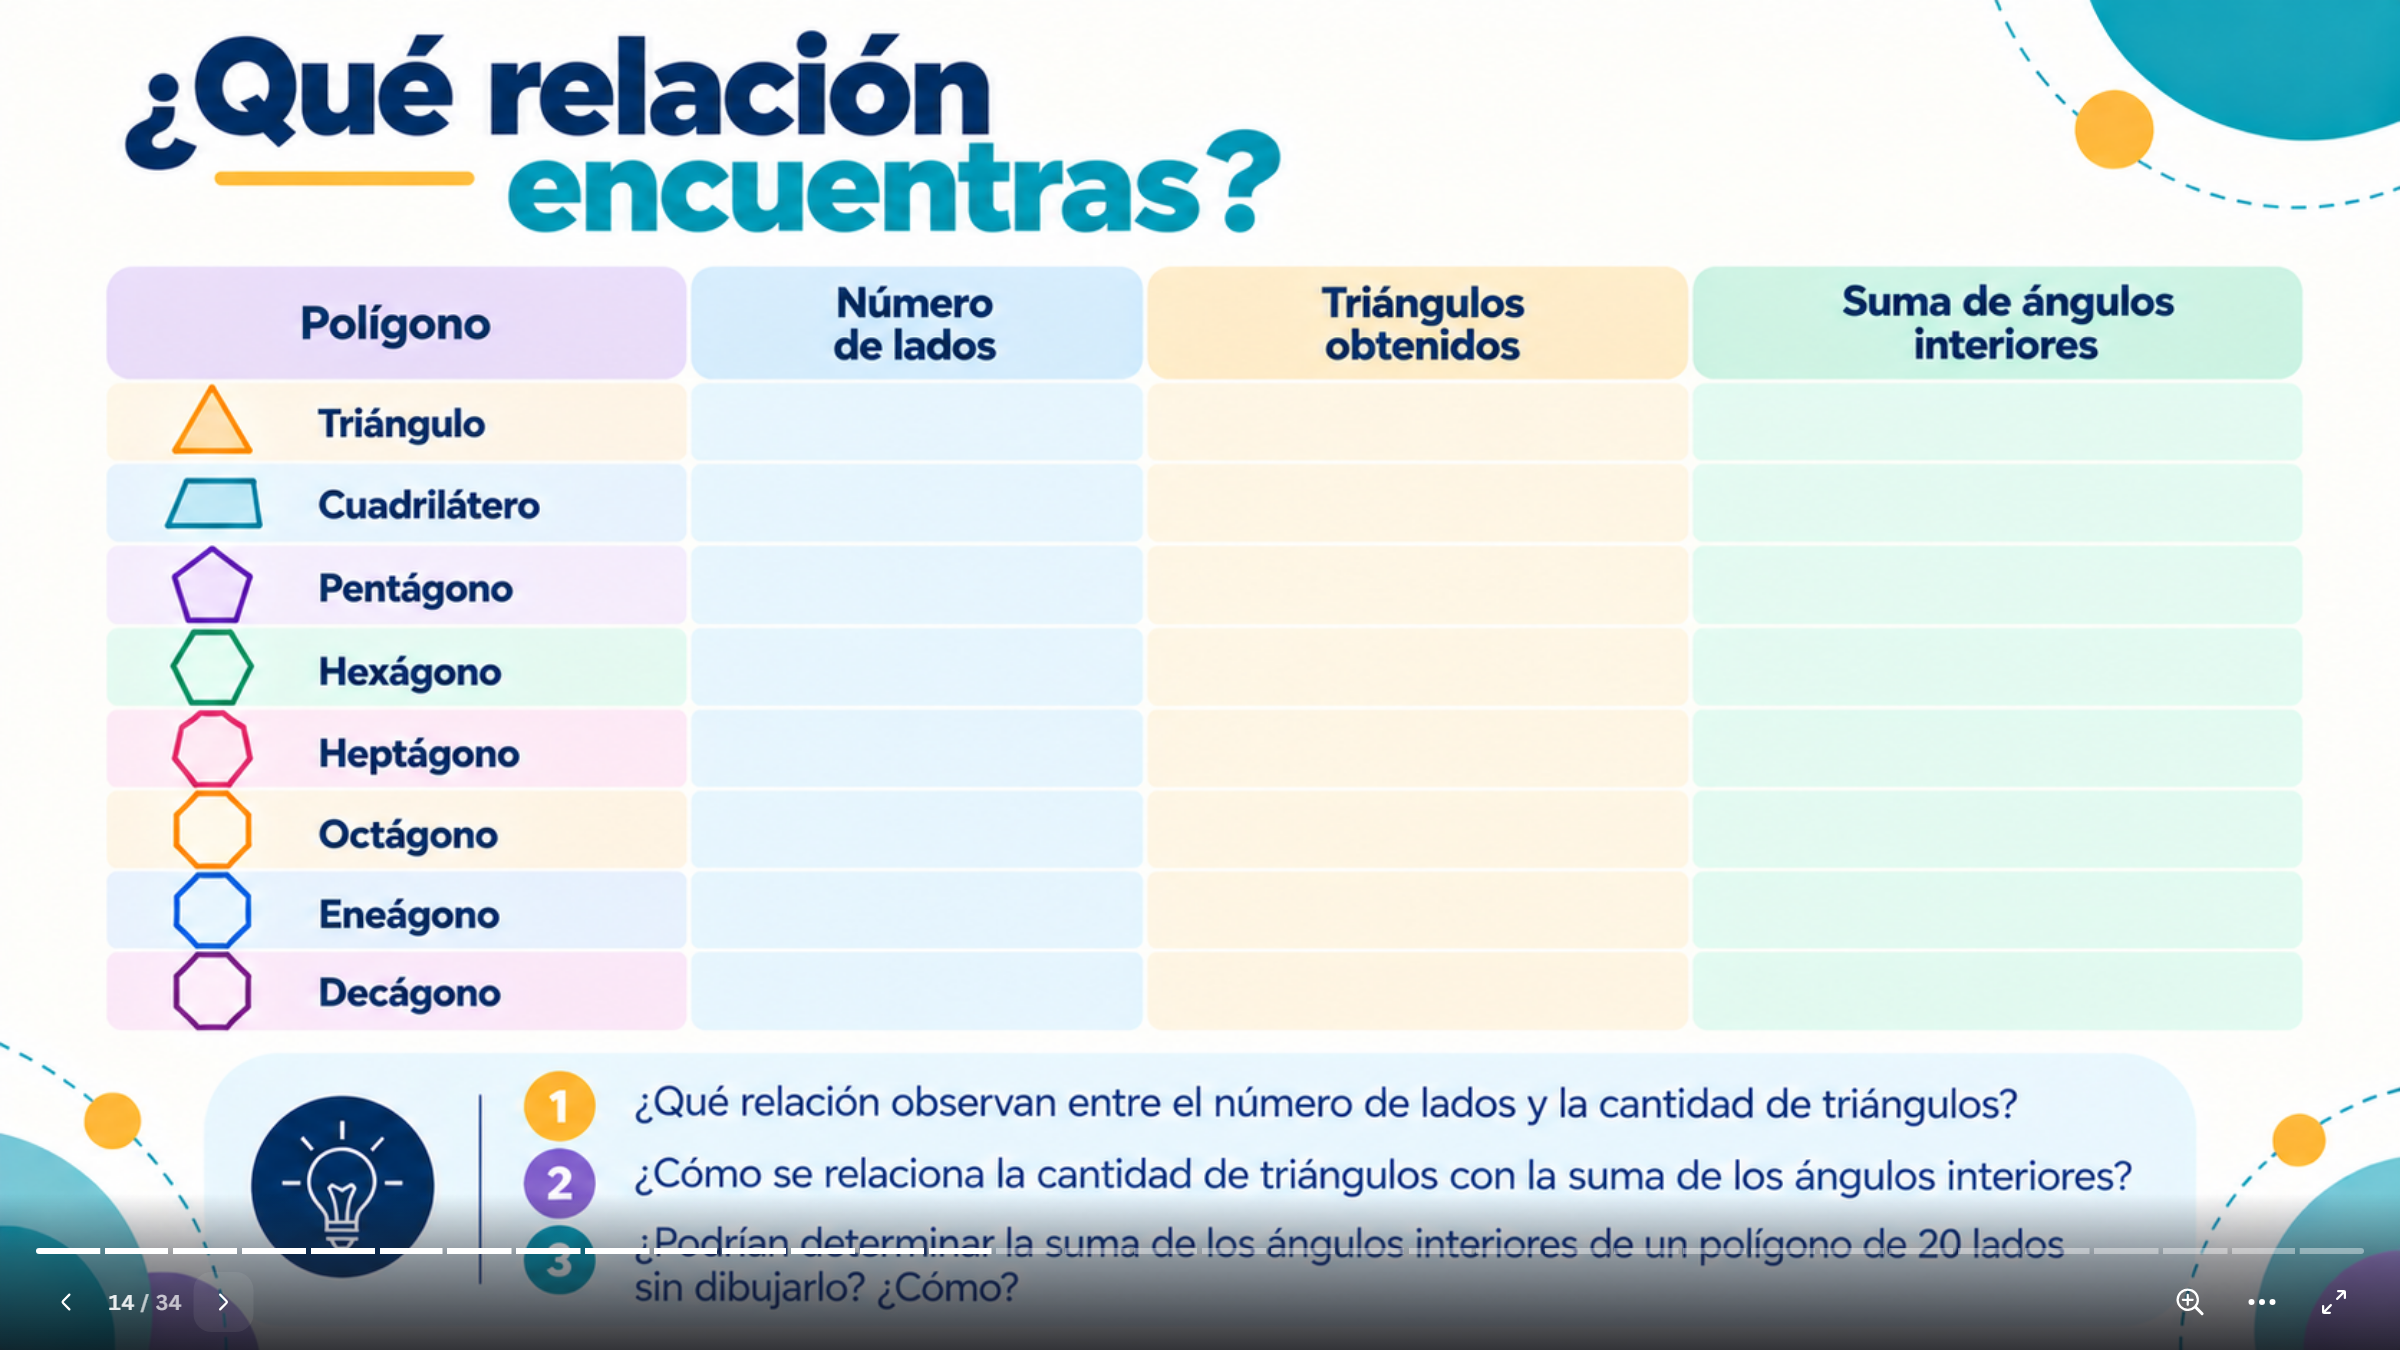 ¿Qué relación
encuentras?
Polígono
Número
de lados
Triángulos
obtenidos
Suma de ángulos
interiores
Triángulo
Cuadrilátero
Pentágono
Hexágono
Heptágono
Octágono
Eneágono
Decágono
1 ¿Qué relación observan entre el número de lados y la cantidad de triángulos?
2 ¿Cómo se relaciona la cantidad de triángulos con la suma de los ángulos interiores?
3 ¿Podrían determinar la suma de los ángulos interiores de un polígono de 20 lados
sin dibujarlo? ¿Cómo?
14 / 34